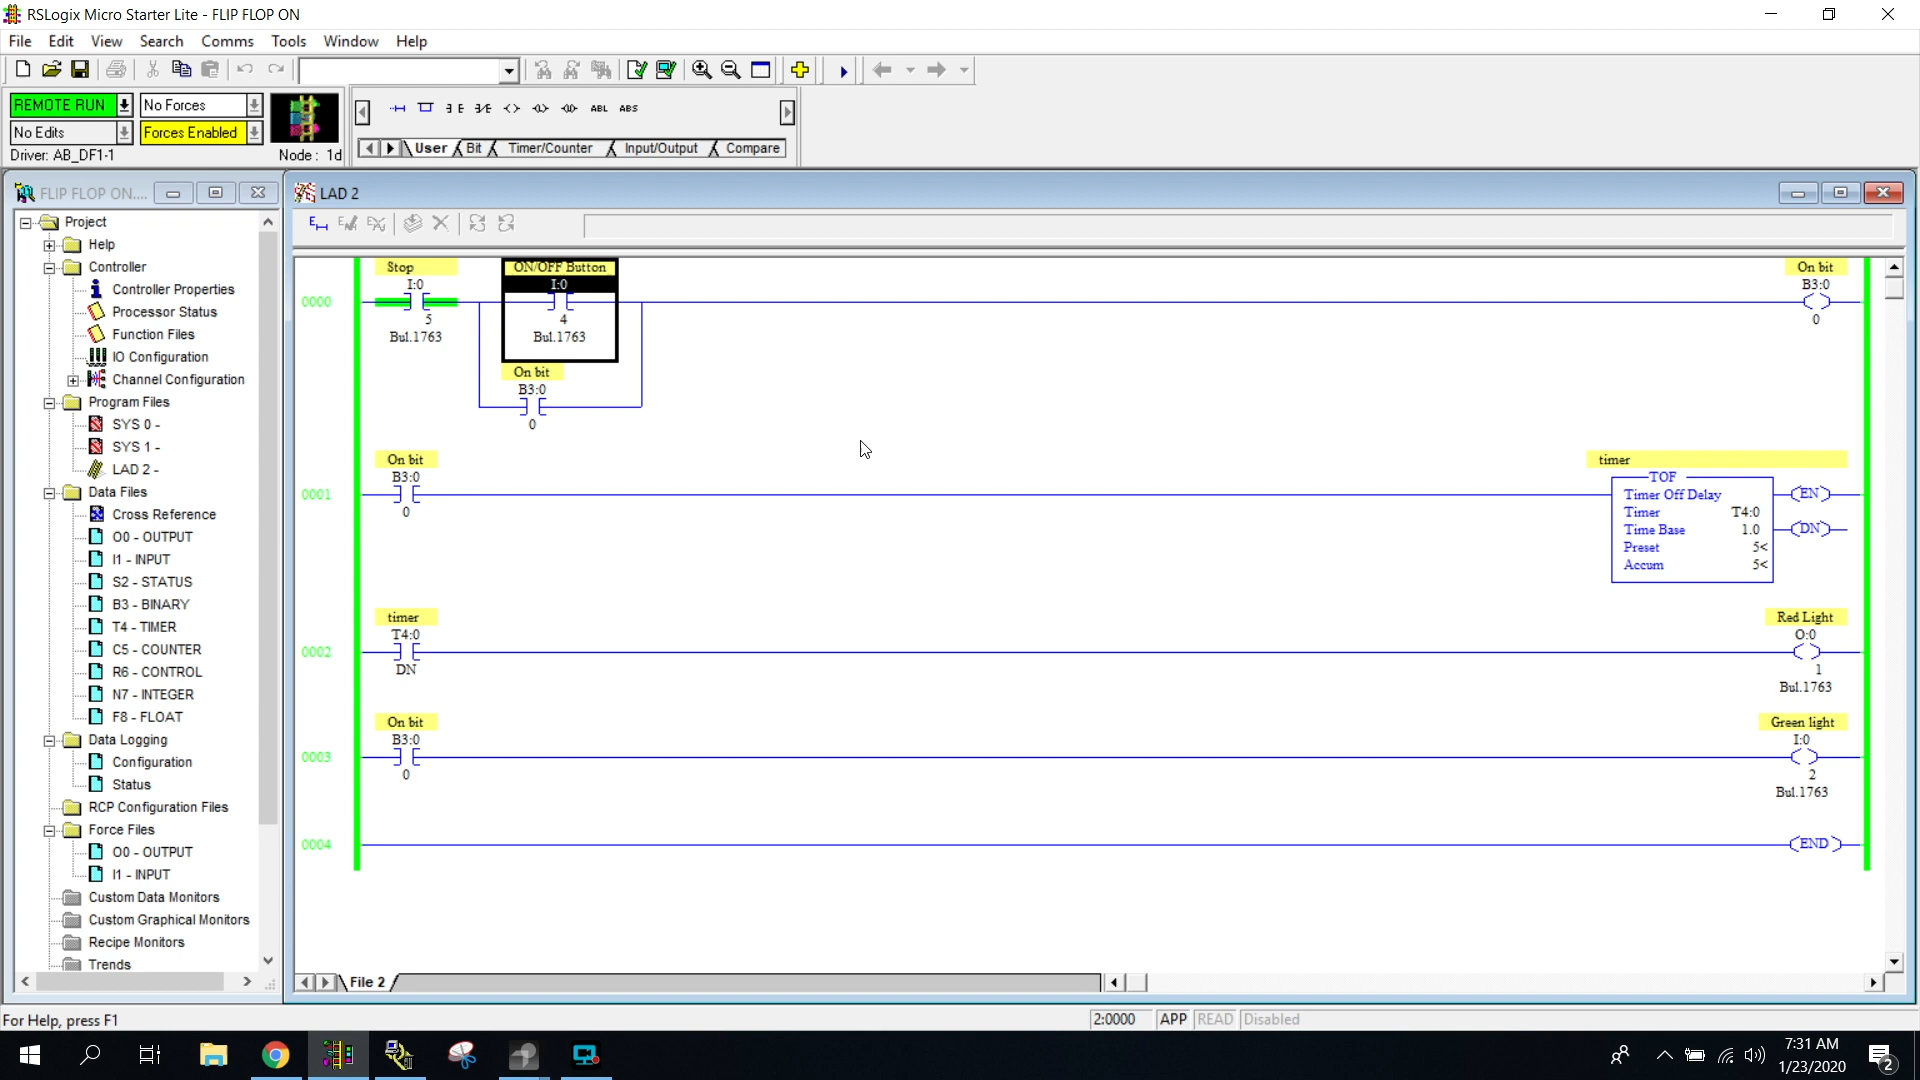 RSLogix Micro Starter Lite - FLIP FLOP ON
File Edit View Search Comms Tools Window Help
REMOTE RUN No Forces
No Edits Forces Enabled
Driver: AB_DF1-1 Node : 1d
ABL ABS
User Bit Timer/Counter Input/Output Compare
FLIP FLOP ON....
LAD 2
Project
Help
Controller
Controller Properties
Processor Status
Function Files
IO Configuration
Channel Configuration
Program Files
SYS 0 -
SYS 1 -
LAD 2 -
Data Files
Cross Reference
O0 - OUTPUT
I1 - INPUT
S2 - STATUS
B3 - BINARY
T4 - TIMER
C5 - COUNTER
R6 - CONTROL
N7 - INTEGER
F8 - FLOAT
Data Logging
Configuration
Status
RCP Configuration Files
Force Files
O0 - OUTPUT
I1 - INPUT
Custom Data Monitors
Custom Graphical Monitors
Recipe Monitors
Trends
Stop ON/OFF Button On bit
I:0 I:0 B3:0
0000
5 4 0
Bul.1763 Bul.1763
On bit
B3:0
0
On bit timer
B3:0 TOF
0001 Timer Off Delay EN
0 Timer T4:0
Time Base 1.0 DN
Preset 5<
Accum 5<
timer Red Light
T4:0 O:0
0002
DN 1
Bul.1763
On bit Green light
B3:0 I:0
0003
0 2
Bul.1763
0004 END
File 2
For Help, press F1 2:0000 APP READ Disabled
7:31 AM
1/23/2020
2